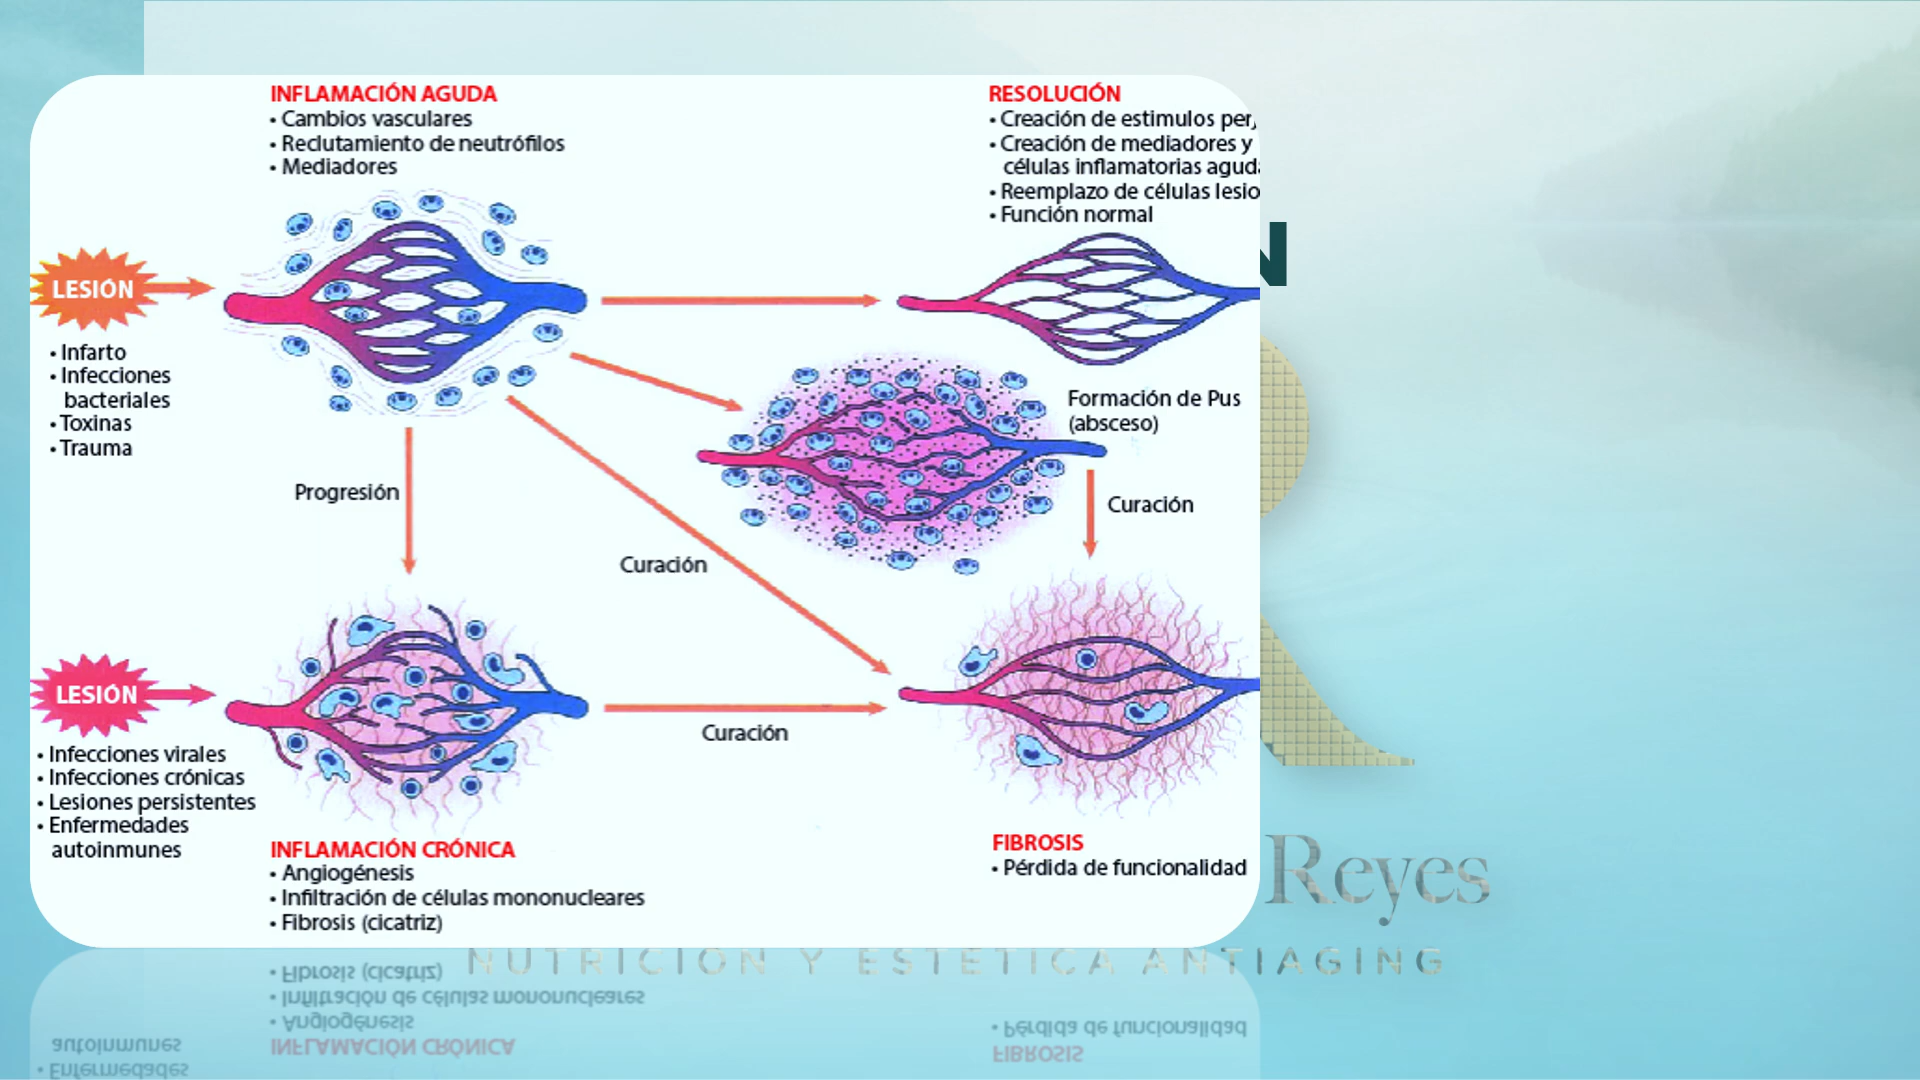 INFLAMACIÓN AGUDA
• Cambios vasculares
• Reclutamiento de neutrófilos
• Mediadores
RESOLUCIÓN
• Creación de estimulos
• Creación de mediadores y
células inflamatorias
• Reemplazo de células
• Función normal
LESIÓN
• Infarto
• Infecciones
bacteriales
• Toxinas
• Trauma
Formación de Pus
(absceso)
Progresión
Curación
Curación
LESIÓN
• Infecciones virales
• Infecciones crónicas
• Lesiones persistentes
• Enfermedades
autoinmunes
Curación
INFLAMACIÓN CRÓNICA
• Angiogénesis
• Infiltración de células mononucleares
• Fibrosis (cicatriz)
FIBROSIS
• Pérdida de funcionalidad
N
R
Reyes
NUTRICIÓN Y ESTÉTICA ANTIAGING